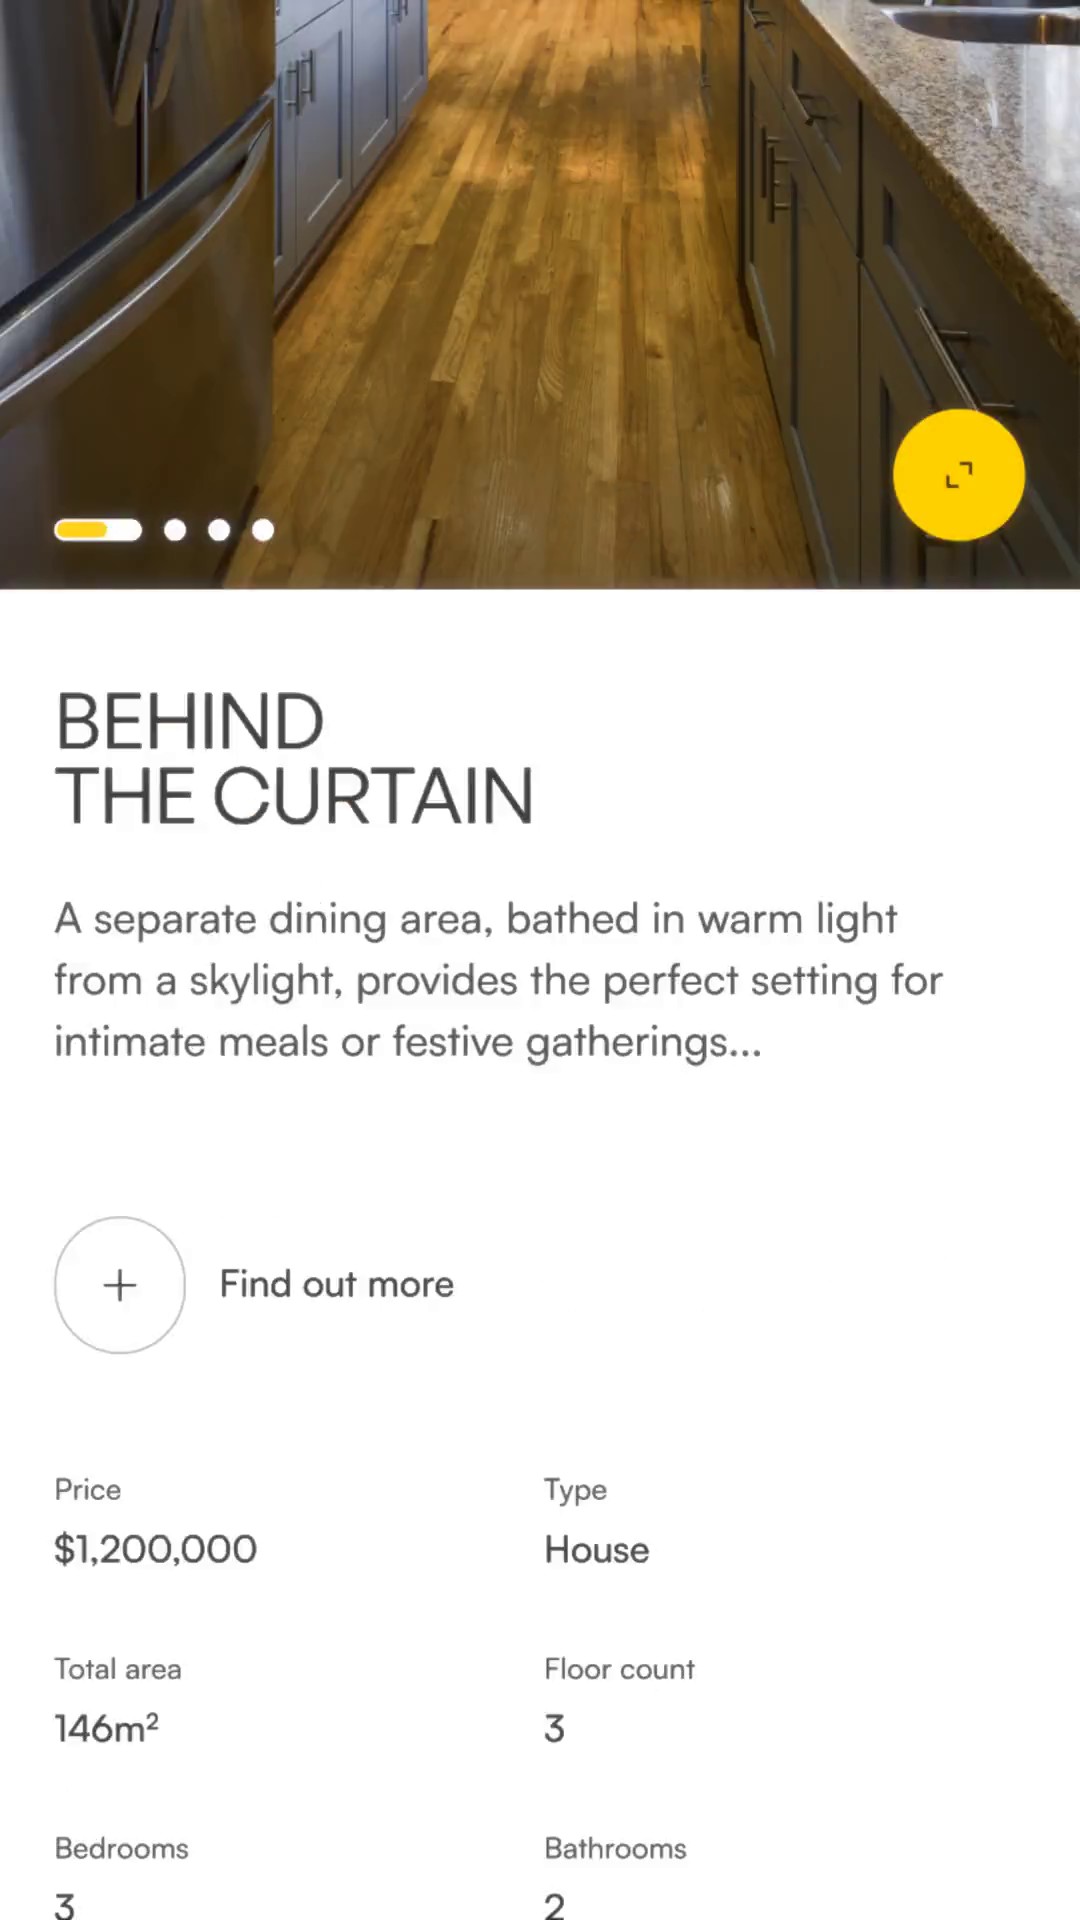 BEHIND
THE CURTAIN
A separate dining area, bathed in warm light
from a skylight, provides the perfect setting for
intimate meals or festive gatherings...
Find out more
Price
Type
$1,200,000
House
Total area
Floor count
146m²
3
Bedrooms
Bathrooms
3
2